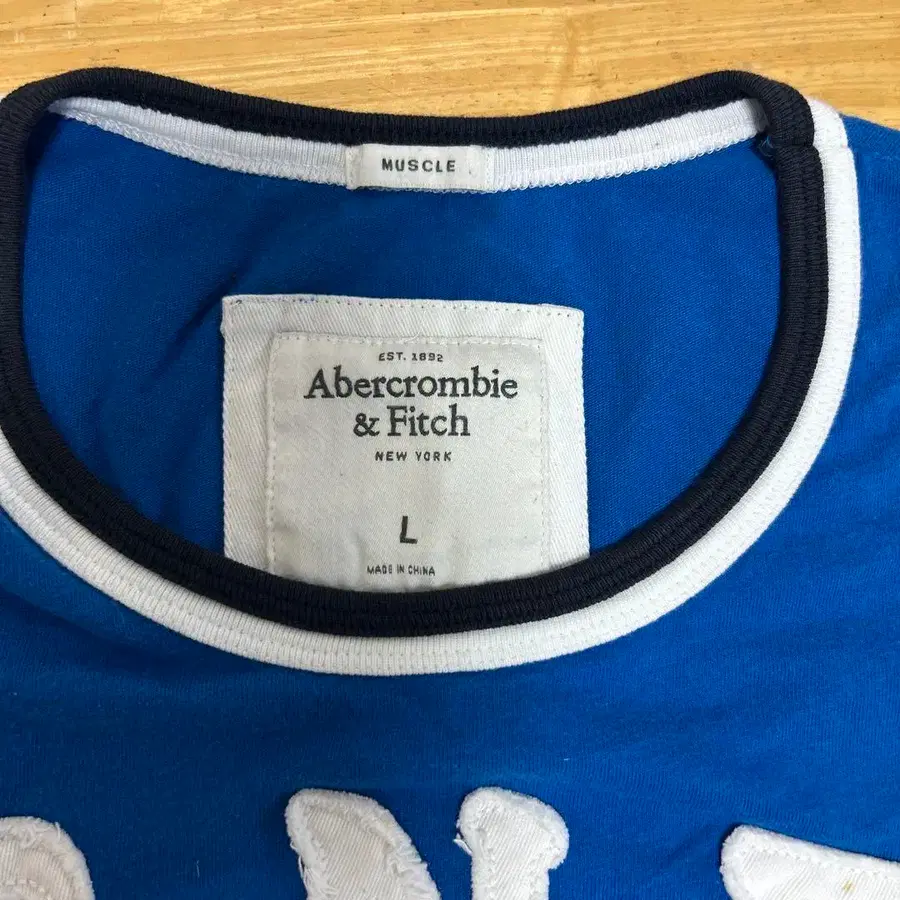 MUSCLE
EST. 1892
Abercrombie
& Fitch
NEW YORK
L
MADE IN CHINA